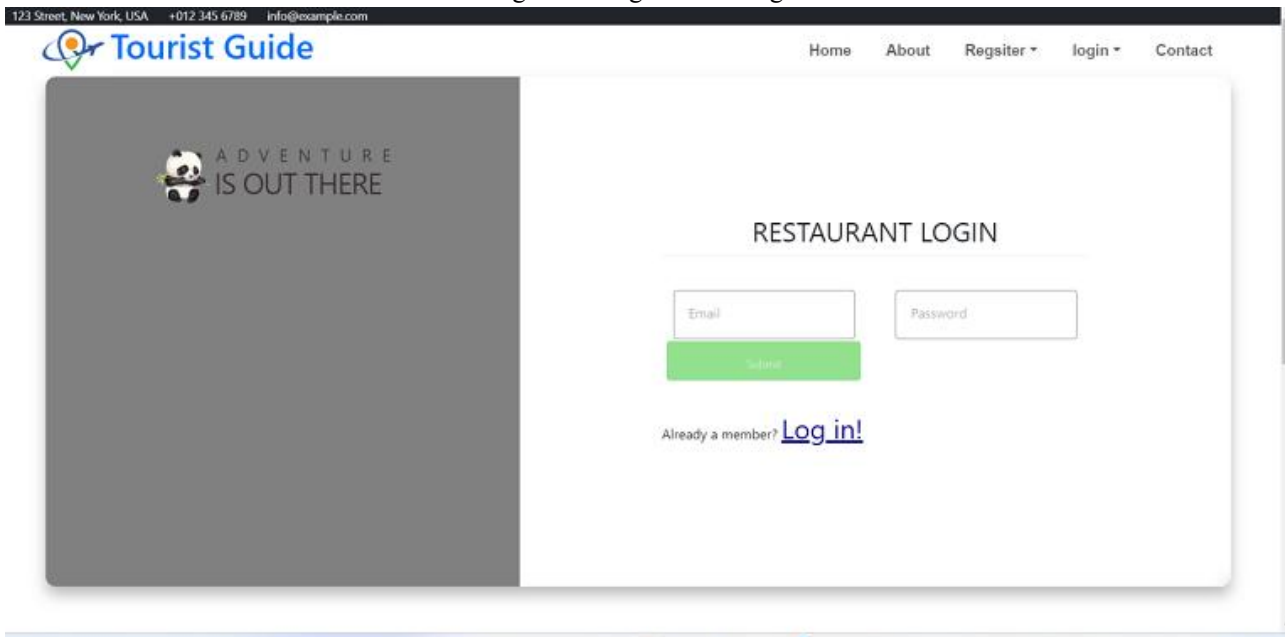 123 Street, New York, USA +012 345 6789 info@example.com
Tourist Guide Home About Regsiter login Contact
ADVENTURE
IS OUT THERE
RESTAURANT LOGIN
Email Password
Submit
Already a member? Log in!